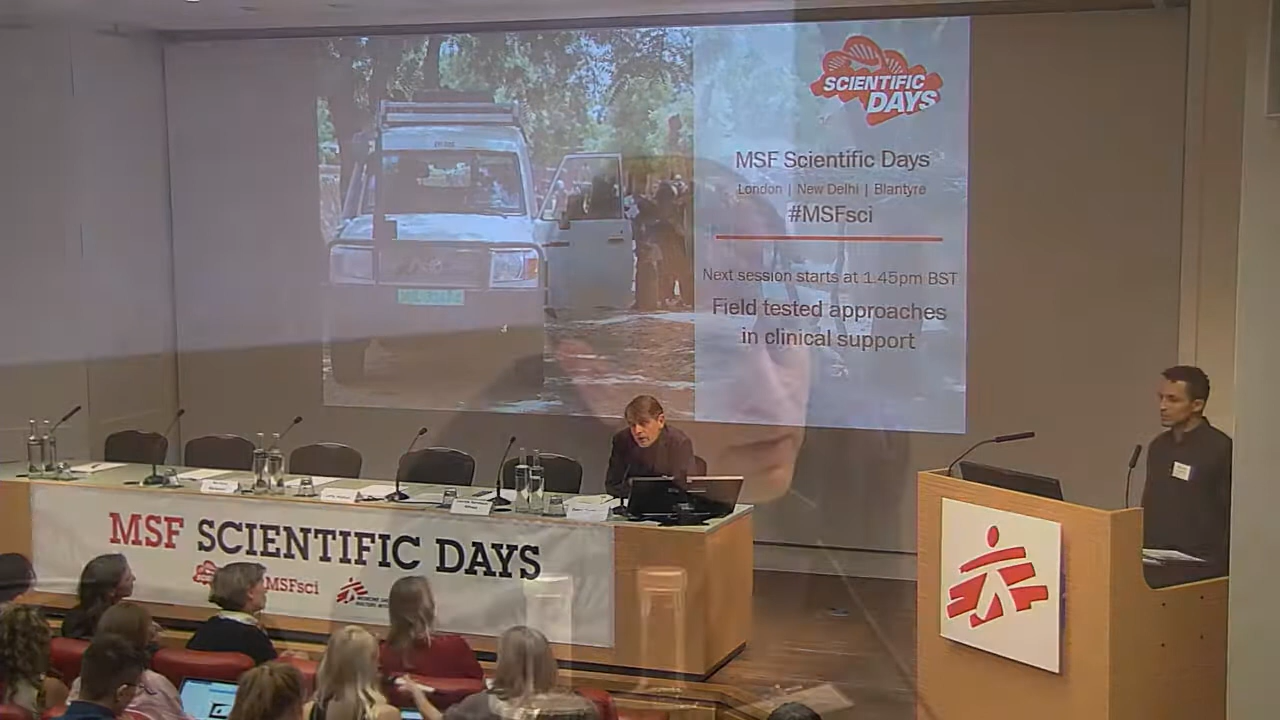 SCIENTIFIC
DAYS
MSF Scientific Days
London | New Delhi | Blantyre
#MSFsci
Next session starts at 1.45pm BST
Field tested approaches
in clinical support
MSF SCIENTIFIC DAYS
#MSFsci